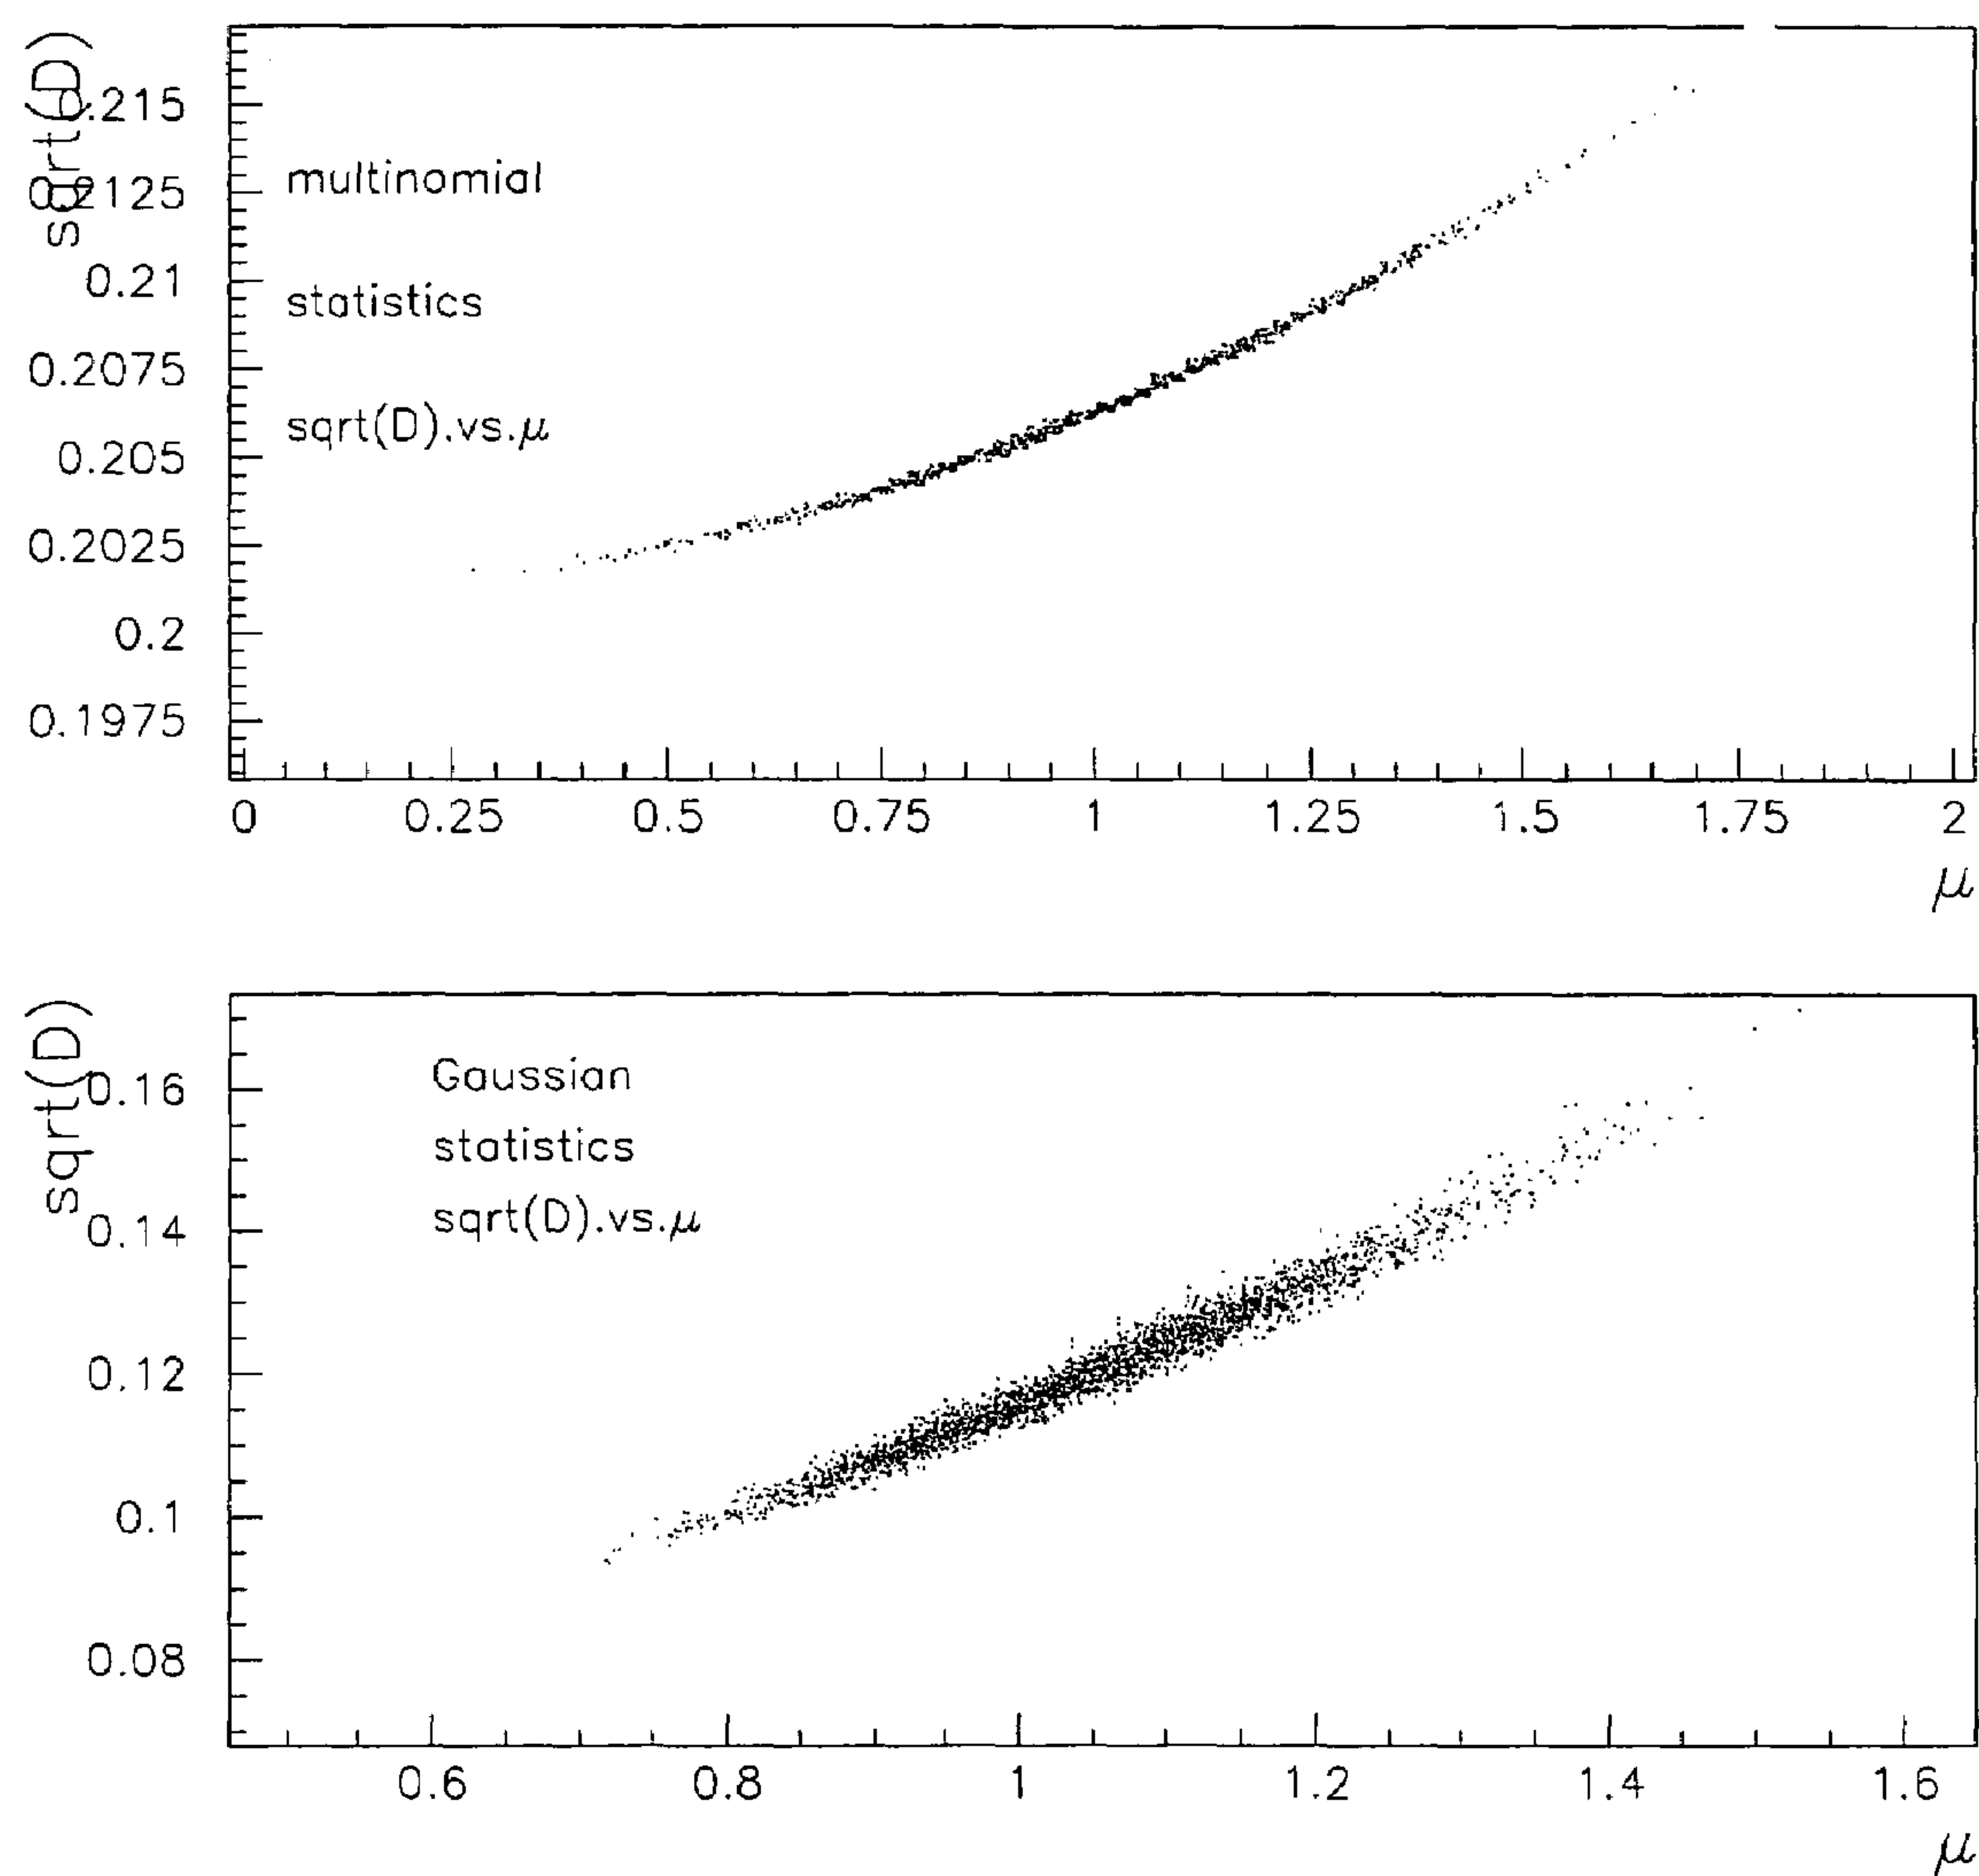 sqrt(D)
0.215
0.2125
0.21
0.2075
0.205
0.2025
0.2
0.1975
multinomial
statistics
sqrt(D).vs.μ
0 0.25 0.5 0.75 1 1.25 1.5 1.75 2
μ
sqrt(D)
0.16
0.14
0.12
0.1
0.08
Gaussian
statistics
sqrt(D).vs.μ
0.6 0.8 1 1.2 1.4 1.6
μ